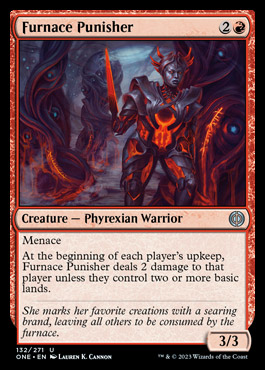 Furnace Punisher 2
Creature — Phyrexian Warrior
Menace
At the beginning of each player's upkeep,
Furnace Punisher deals 2 damage to that
player unless they control two or more basic
lands.
She marks her favorite creations with a searing
brand, leaving all others to be consumed by the
furnace.
3/3
132/271 U
ONE • EN LAUREN K. CANNON
™ & © 2023 Wizards of the Coast